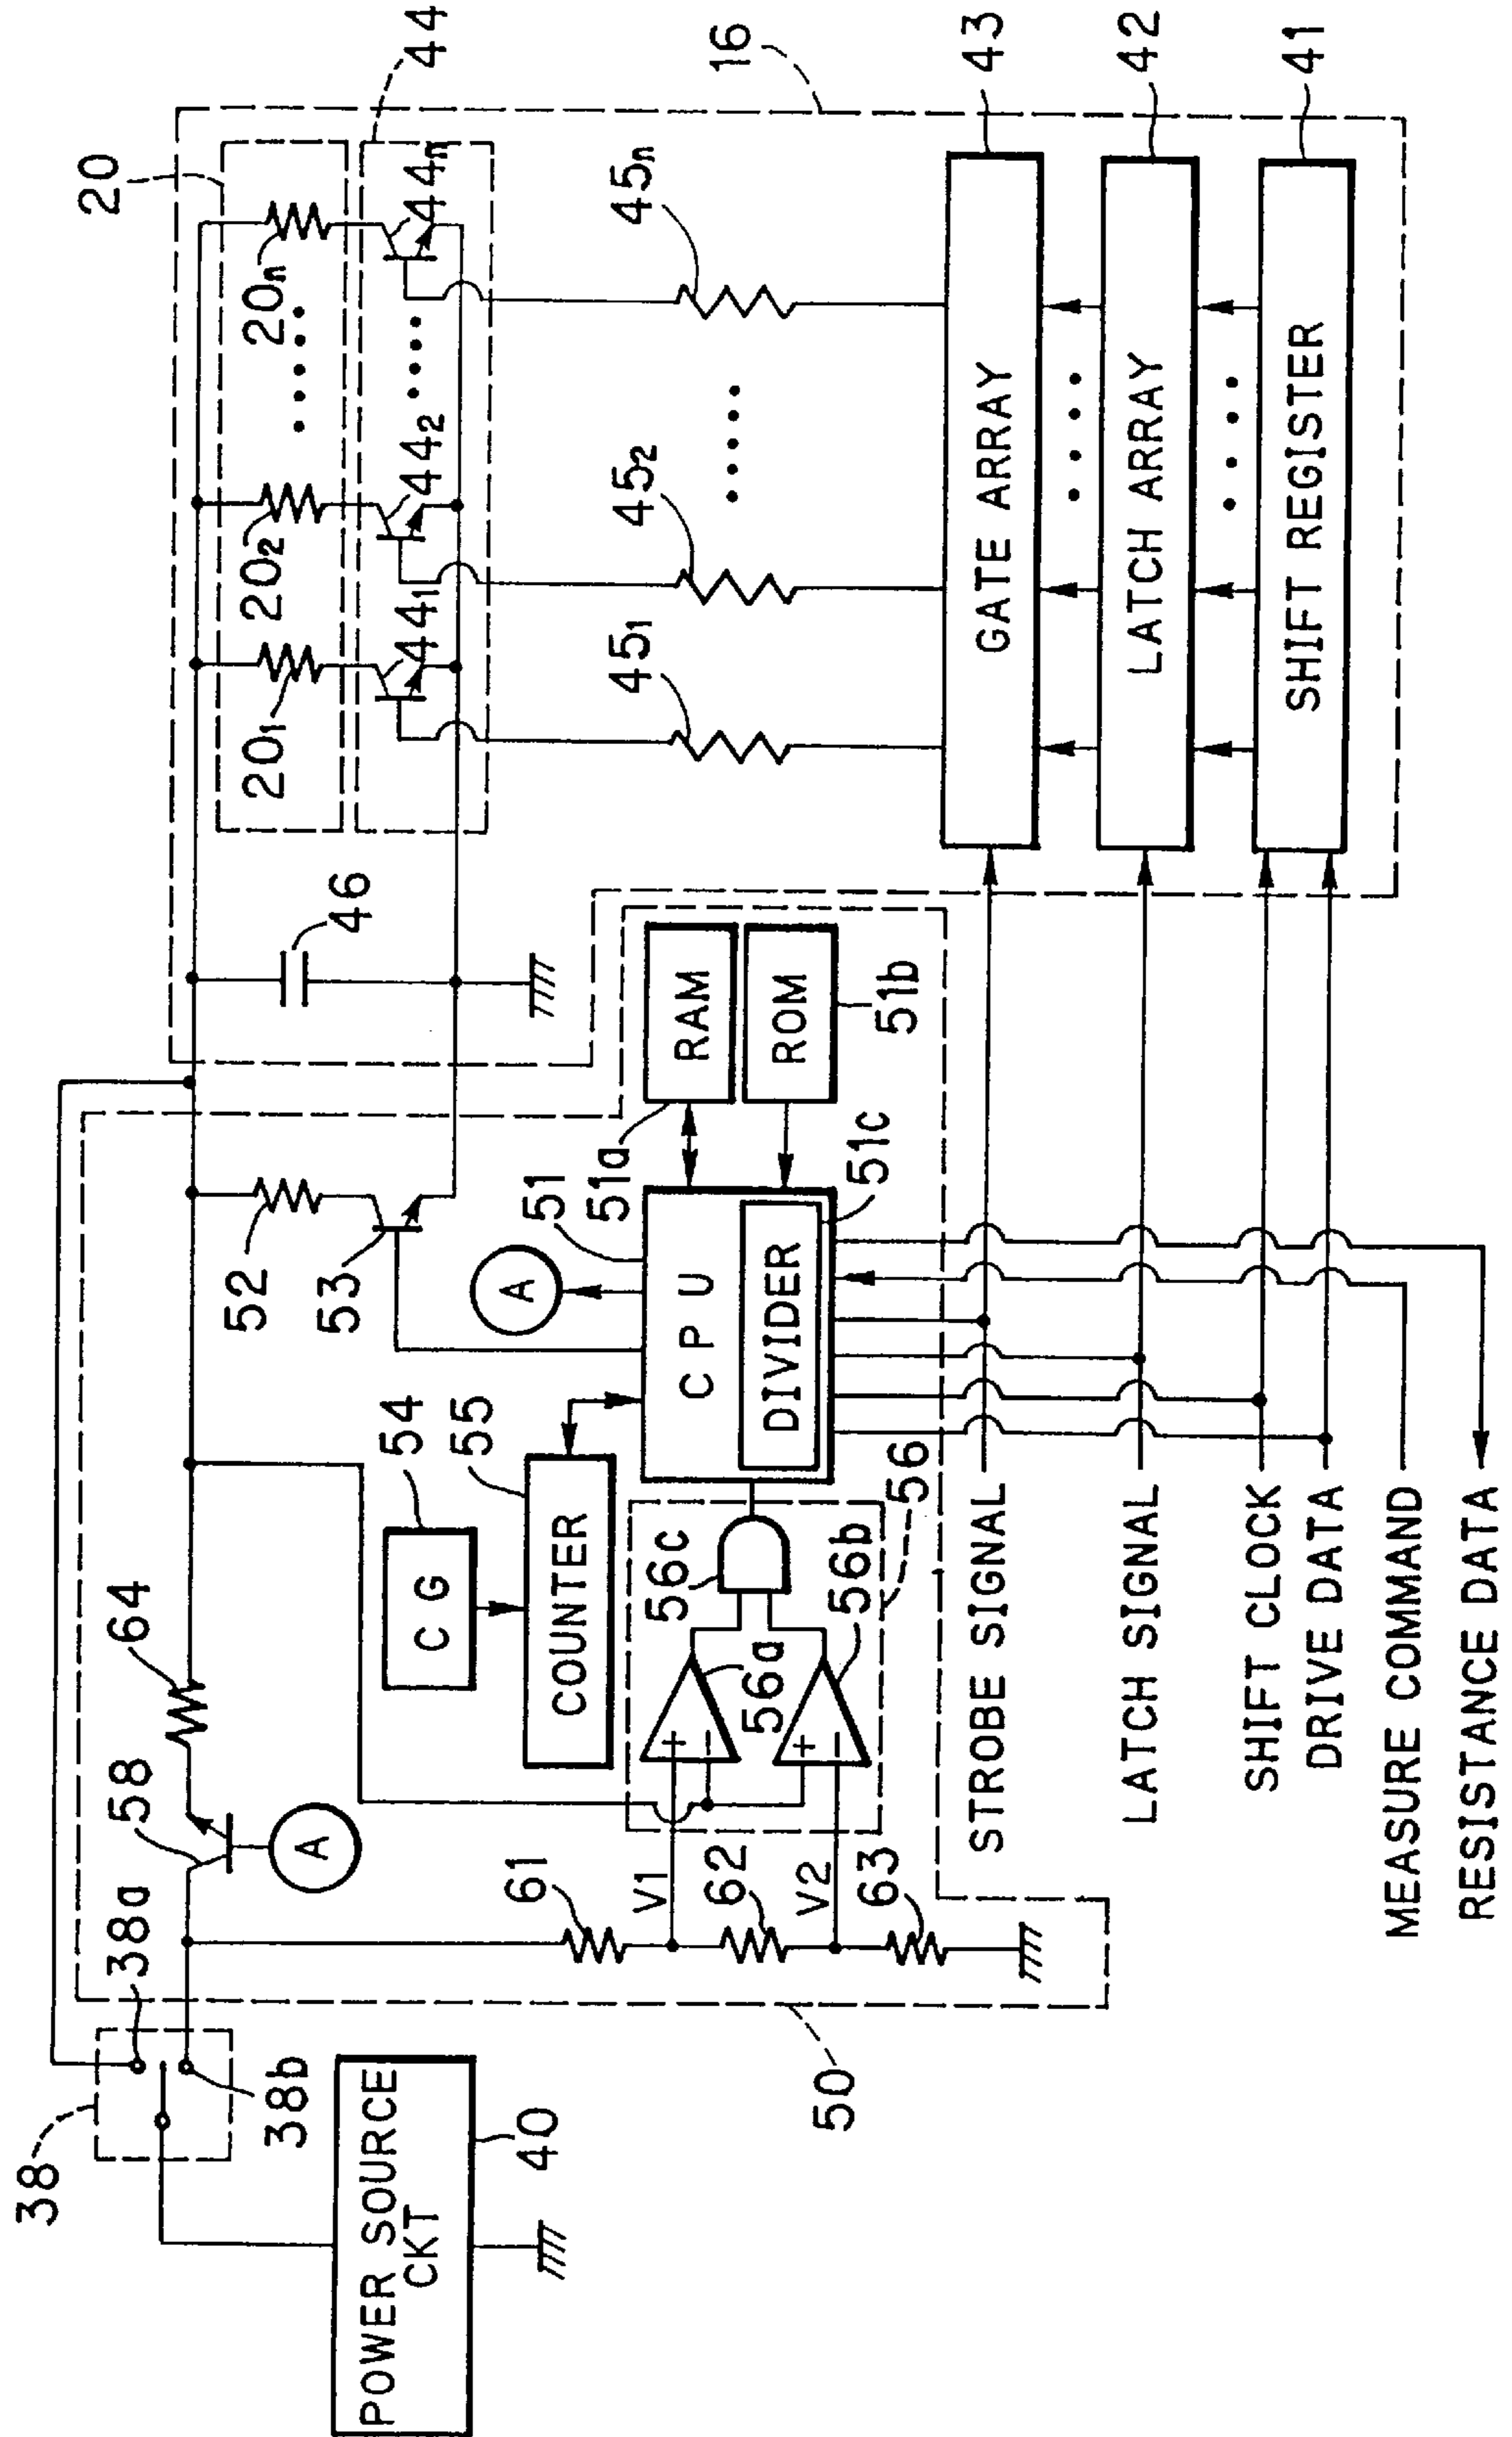 38
38a
38b
POWER SOURCE
CKT
40
50
58
A
64
61
V1
62
V2
63
CG
54
COUNTER
55
56a
56b
56c
56
52
53
A
51
CPU
DIVIDER
51c
51a
RAM
ROM
51b
46
20
20₁
20₂
20n
44
44₁
44₂
44n
16
45₁
45₂
45n
GATE ARRAY
43
LATCH ARRAY
42
SHIFT REGISTER
41
STROBE SIGNAL
LATCH SIGNAL
SHIFT CLOCK
DRIVE DATA
MEASURE COMMAND
RESISTANCE DATA